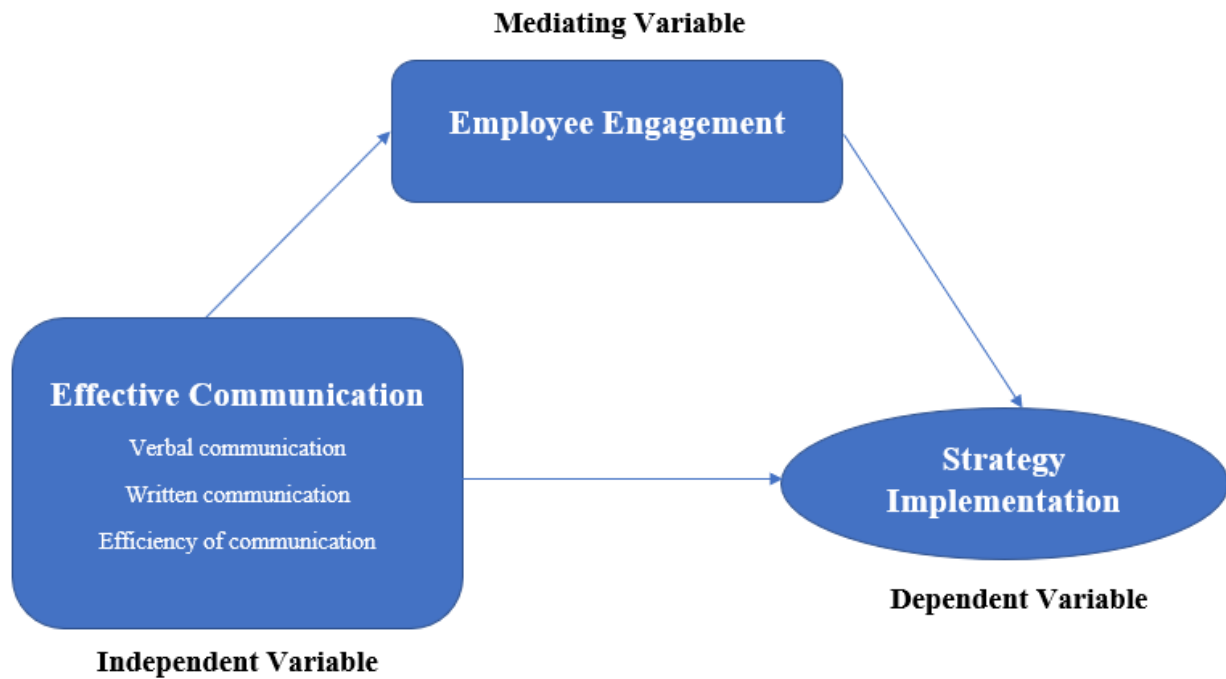 Mediating Variable
Employee Engagement
Effective Communication
Verbal communication
Written communication
Efficiency of communication
Independent Variable
Strategy
Implementation
Dependent Variable